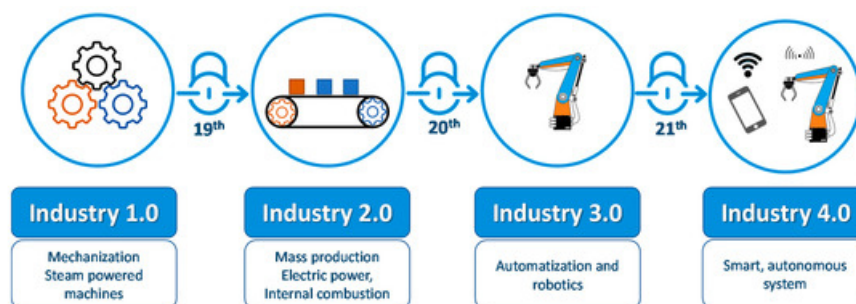 19th
20th
21th
Industry 1.0
Industry 2.0
Industry 3.0
Industry 4.0
Mechanization
Steam powered
machines
Mass production
Electric power,
Internal combustion
Automatization and
robotics
Smart, autonomous
system